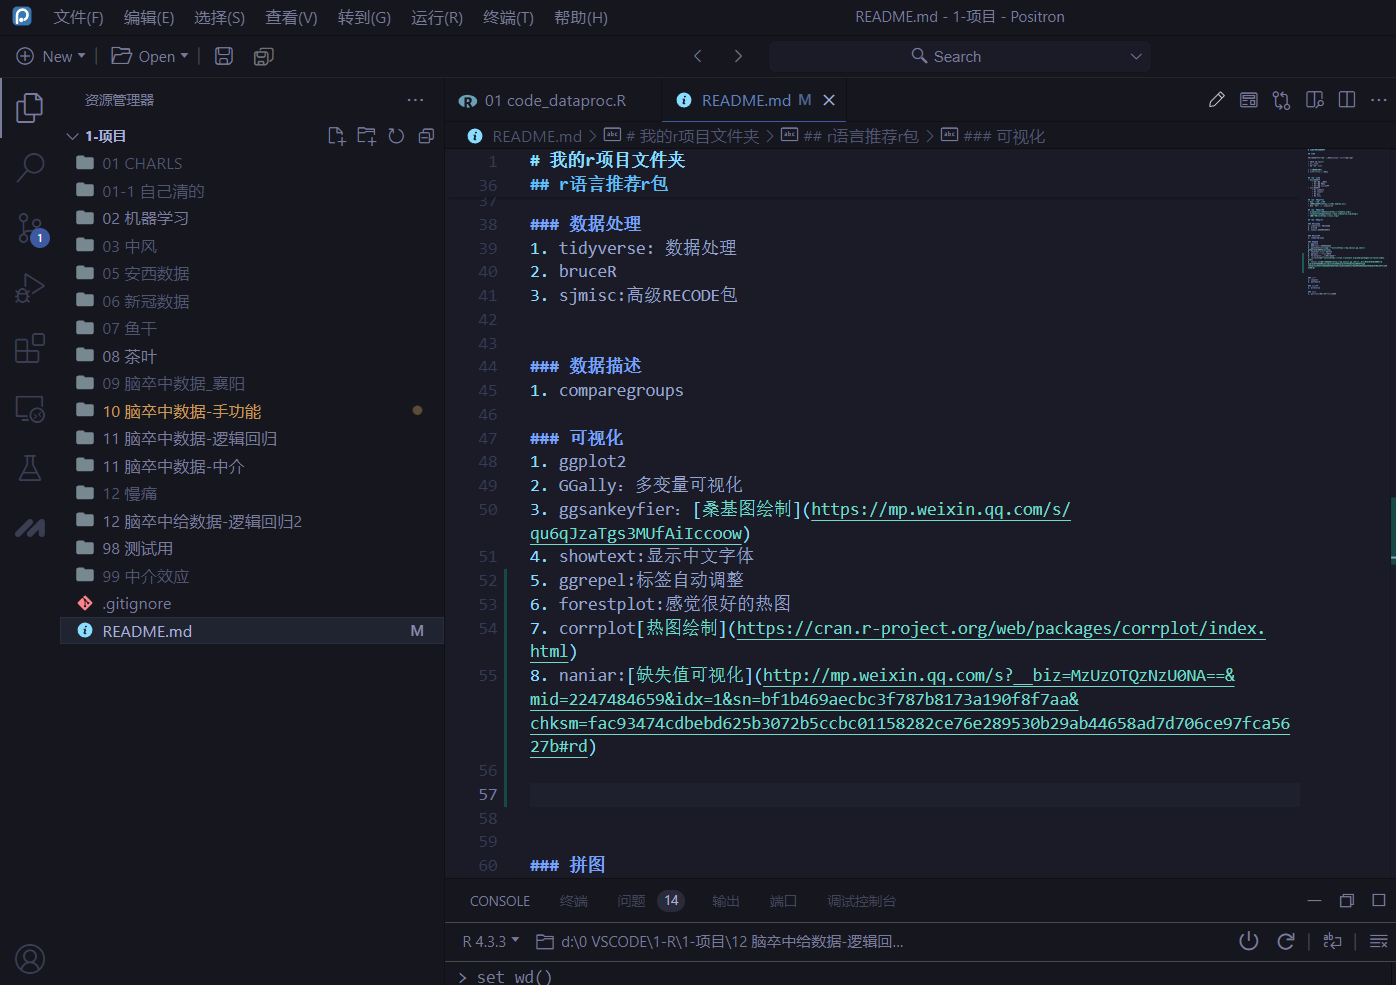 文件(F) 编辑(E) 选择(S) 查看(V) 转到(G) 运行(R) 终端(T) 帮助(H) README.md - 1-项目 - Positron
New Open Search
资源管理器
1-项目
01 CHARLS
01-1 自己清的
02 机器学习
03 中风
05 安西数据
06 新冠数据
07 鱼干
08 茶叶
09 脑卒中数据_襄阳
10 脑卒中数据-手功能
11 脑卒中数据-逻辑回归
11 脑卒中数据-中介
12 慢痛
12 脑卒中给数据-逻辑回归2
98 测试用
99 中介效应
.gitignore
README.md M
1
01 code_dataproc.R README.md M
README.md > # 我的r项目文件夹 > ## r语言推荐r包 > ### 可视化
1 # 我的r项目文件夹
36 ## r语言推荐r包
37
38 ### 数据处理
39 1. tidyverse: 数据处理
40 2. bruceR
41 3. sjmisc:高级RECODE包
42
43
44 ### 数据描述
45 1. comparegroups
46
47 ### 可视化
48 1. ggplot2
49 2. GGally：多变量可视化
50 3. ggsankeyfier：[桑基图绘制](https://mp.weixin.qq.com/s/
qu6qJzaTgs3MUfAiIccoow)
51 4. showtext:显示中文字体
52 5. ggrepel:标签自动调整
53 6. forestplot:感觉很好的热图
54 7. corrplot[热图绘制](https://cran.r-project.org/web/packages/corrplot/index.
html)
55 8. naniar:[缺失值可视化](http://mp.weixin.qq.com/s?__biz=MzUzOTQzNzU0NA==&
mid=2247484659&idx=1&sn=bf1b469aecbc3f787b8173a190f8f7aa&
chksm=fac93474cdbebd625b3072b5ccbc01158282ce76e289530b29ab44658ad7d706ce97fca56
27b#rd)
56
57
58
59
60 ### 拼图
CONSOLE 终端 问题 14 输出 端口 调试控制台
R 4.3.3 d:\0 VSCODE\1-R\1-项目\12 脑卒中给数据-逻辑回...
> set wd()